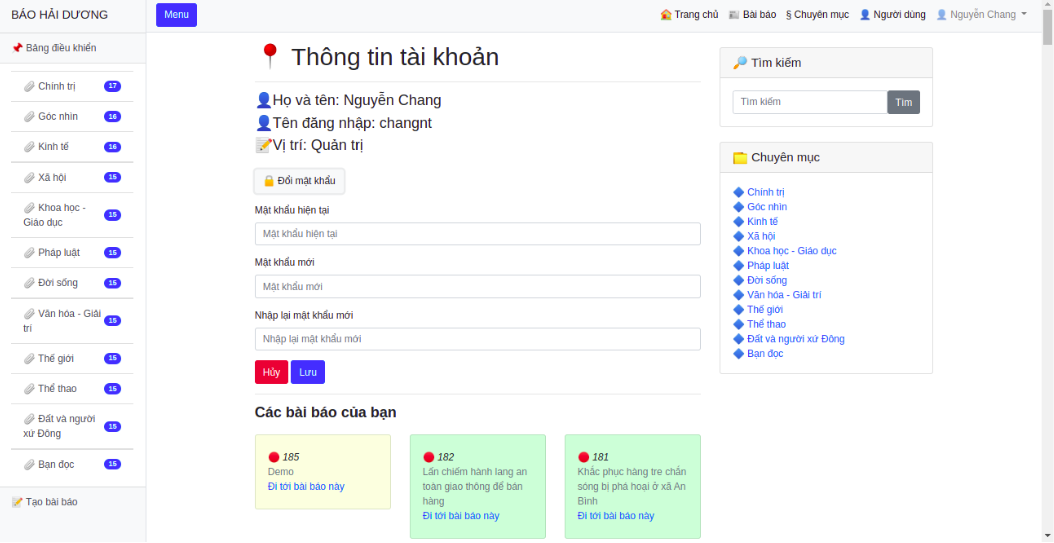 BÁO HẢI DƯƠNG
Bảng điều khiển
Chính trị 17
Góc nhìn 16
Kinh tế 16
Xã hội 15
Khoa học -
Giáo dục 15
Pháp luật 15
Đời sống 15
Văn hóa - Giải
trí 15
Thế giới 15
Thể thao 15
Đất và người
xứ Đông 15
Bạn đọc 15
Tạo bài báo
Menu
Trang chủ Bài báo § Chuyên mục Người dùng Nguyễn Chang
Thông tin tài khoản
Họ và tên: Nguyễn Chang
Tên đăng nhập: changnt
Vị trí: Quản trị
Đổi mật khẩu
Mật khẩu hiện tại
Mật khẩu hiện tại
Mật khẩu mới
Mật khẩu mới
Nhập lại mật khẩu mới
Nhập lại mật khẩu mới
Hủy Lưu
Các bài báo của bạn
185
Demo
Đi tới bài báo này
182
Lấn chiếm hành lang an
toàn giao thông để bán
hàng
Đi tới bài báo này
181
Khắc phục hàng tre chắn
sóng bị phá hoại ở xã An
Bình
Đi tới bài báo này
Tìm kiếm
Tìm kiếm Tìm
Chuyên mục
Chính trị
Góc nhìn
Kinh tế
Xã hội
Khoa học - Giáo dục
Pháp luật
Đời sống
Văn hóa - Giải trí
Thế giới
Thể thao
Đất và người xứ Đông
Bạn đọc